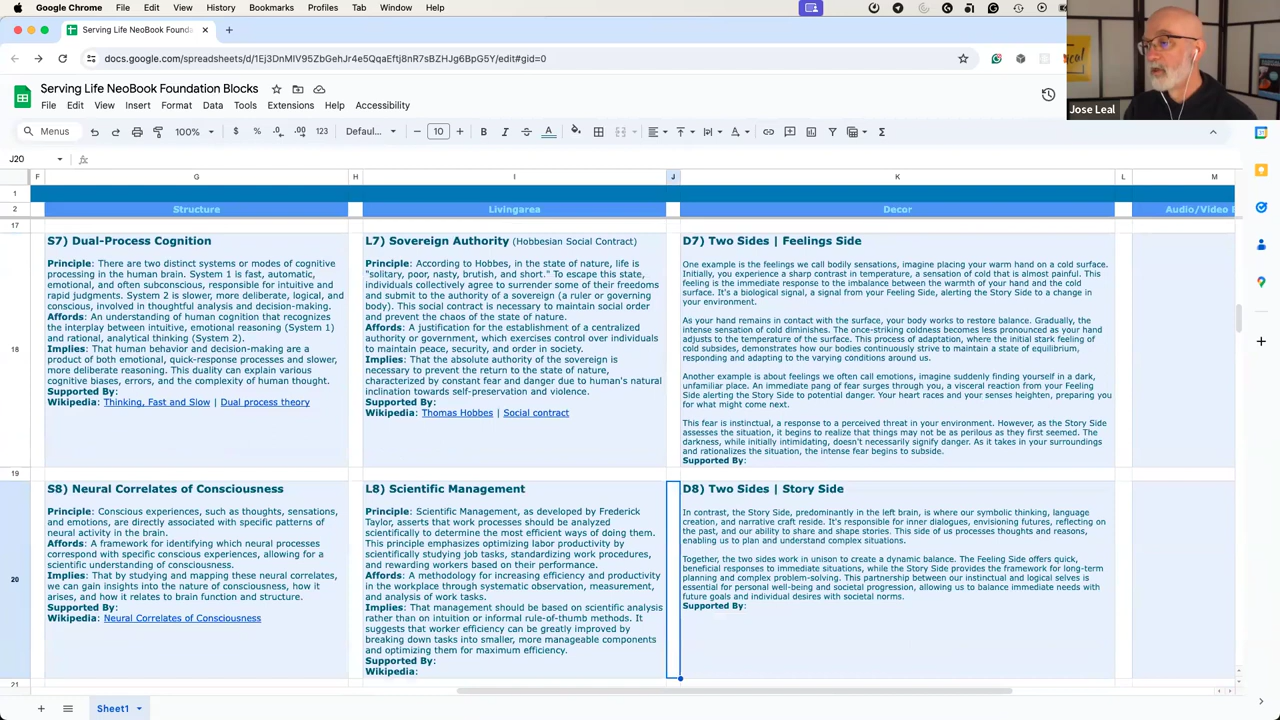 Google Chrome File Edit View History Bookmarks Profiles Tab Window Help
Serving Life NeoBook Founda
docs.google.com/spreadsheets/d/1Ej3DnMIV95ZbGehJr4e5QqaEftj8nR7sBZHJg6BpG5Y/edit#gid=0
Serving Life NeoBook Foundation Blocks
File Edit View Insert Format Data Tools Extensions Help Accessibility
Jose Leal
Menus 100% $ % .0 .00 123 Defaul... 10 B I A
J20 fx
F G H I J K L M
1
2 Structure Livingarea Decor Audio/Video
17
S7) Dual-Process Cognition
Principle: There are two distinct systems or modes of cognitive
processing in the human brain. System 1 is fast, automatic,
emotional, and often subconscious, responsible for intuitive and
rapid judgments. System 2 is slower, more deliberate, logical, and
conscious, involved in thoughtful analysis and decision-making.
Affords: An understanding of human cognition that recognizes
the interplay between intuitive, emotional reasoning (System 1)
and rational, analytical thinking (System 2).
Implies: That human behavior and decision-making are a
product of both emotional, quick-response processes and slower,
more deliberate reasoning. This duality can explain various
cognitive biases, errors, and the complexity of human thought.
Supported By:
Wikipedia: Thinking, Fast and Slow | Dual process theory
L7) Sovereign Authority (Hobbesian Social Contract)
Principle: According to Hobbes, in the state of nature, life is
"solitary, poor, nasty, brutish, and short." To escape this state,
individuals collectively agree to surrender some of their freedoms
and submit to the authority of a sovereign (a ruler or governing
body). This social contract is necessary to maintain social order
and prevent the chaos of the state of nature.
Affords: A justification for the establishment of a centralized
authority or government, which exercises control over individuals
to maintain peace, security, and order in society.
Implies: That the absolute authority of the sovereign is
necessary to prevent the return to the state of nature,
characterized by constant fear and danger due to human's natural
inclination towards self-preservation and violence.
Supported By:
Wikipedia: Thomas Hobbes | Social contract
D7) Two Sides | Feelings Side
One example is the feelings we call bodily sensations, imagine placing your warm hand on a cold surface.
Initially, you experience a sharp contrast in temperature, a sensation of cold that is almost painful. This
feeling is the immediate response to the imbalance between the warmth of your hand and the cold
surface. It's a biological signal, a signal from your Feeling Side, alerting the Story Side to a change in
your environment.
As your hand remains in contact with the surface, your body works to restore balance. Gradually, the
intense sensation of cold diminishes. The once-striking coldness becomes less pronounced as your hand
adjusts to the temperature of the surface. This process of adaptation, where the initial stark feeling of
cold subsides, demonstrates how our bodies continuously strive to maintain a state of equilibrium,
responding and adapting to the varying conditions around us.
Another example is about feelings we often call emotions, imagine suddenly finding yourself in a dark,
unfamiliar place. An immediate pang of fear surges through you, a visceral reaction from your Feeling
Side alerting the Story Side to potential danger. Your heart races and your senses heighten, preparing you
for what might come next.
This fear is instinctual, a response to a perceived threat in your environment. However, as the Story Side
assesses the situation, it begins to realize that things may not be as perilous as they first seemed. The
darkness, while initially intimidating, doesn't necessarily signify danger. As it takes in your surroundings
and rationalizes the situation, the intense fear begins to subside.
Supported By:
18
19
S8) Neural Correlates of Consciousness
Principle: Conscious experiences, such as thoughts, sensations,
and emotions, are directly associated with specific patterns of
neural activity in the brain.
Affords: A framework for identifying which neural processes
correspond with specific conscious experiences, allowing for a
scientific understanding of consciousness.
Implies: That by studying and mapping these neural correlates,
we can gain insights into the nature of consciousness, how it
arises, and how it relates to brain function and structure.
Supported By:
Wikipedia: Neural Correlates of Consciousness
L8) Scientific Management
Principle: Scientific Management, as developed by Frederick
Taylor, asserts that work processes should be analyzed
scientifically to determine the most efficient ways of doing them.
This principle emphasizes optimizing labor productivity by
scientifically studying job tasks, standardizing work procedures,
and rewarding workers based on their performance.
Affords: A methodology for increasing efficiency and productivity
in the workplace through systematic observation, measurement,
and analysis of work tasks.
Implies: That management should be based on scientific analysis
rather than on intuition or informal rule-of-thumb methods. It
suggests that worker efficiency can be greatly improved by
breaking down tasks into smaller, more manageable components
and optimizing them for maximum efficiency.
Supported By:
Wikipedia:
D8) Two Sides | Story Side
In contrast, the Story Side, predominantly in the left brain, is where our symbolic thinking, language
creation, and narrative craft reside. It's responsible for inner dialogues, envisioning futures, reflecting on
the past, and our ability to share and shape stories. This side of us processes thoughts and reasons,
enabling us to plan and understand complex situations.
Together, the two sides work in unison to create a dynamic balance. The Feeling Side offers quick,
beneficial responses to immediate situations, while the Story Side provides the framework for long-term
planning and complex problem-solving. This partnership between our instinctual and logical selves is
essential for personal well-being and societal progression, allowing us to balance immediate needs with
future goals and individual desires with societal norms.
Supported By:
20
21
Sheet1